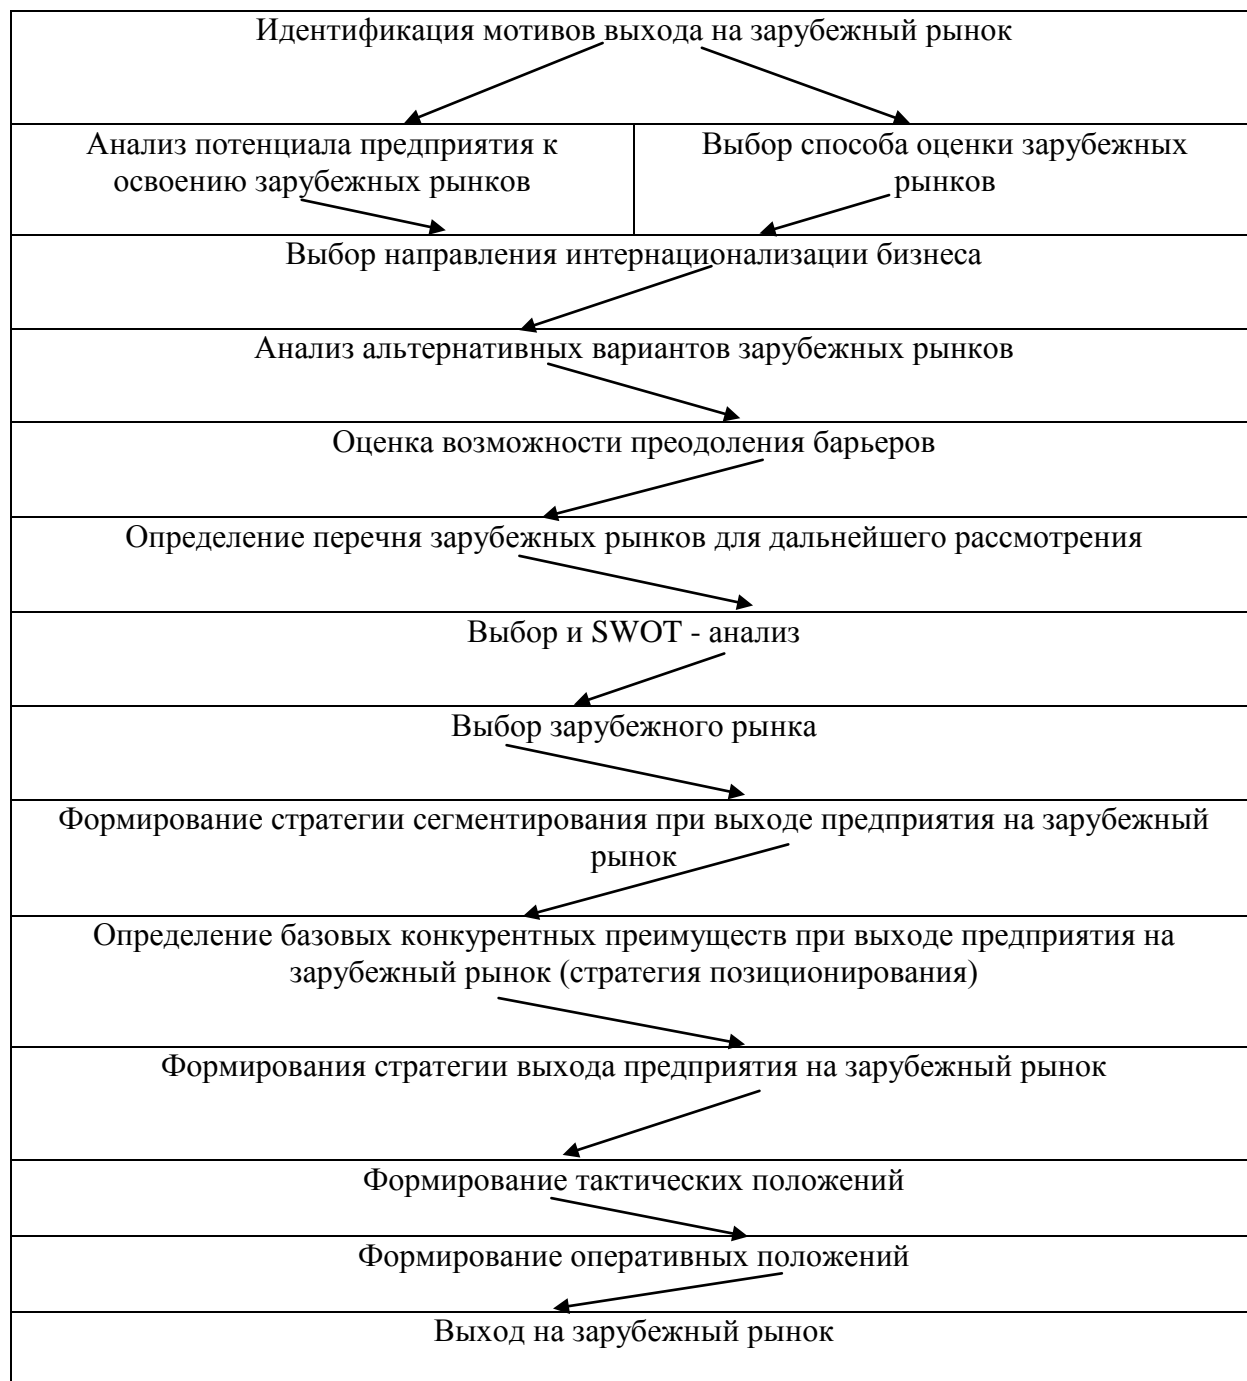 Идентификация мотивов выхода на зарубежный рынок
Анализ потенциала предприятия к
освоению зарубежных рынков
Выбор способа оценки зарубежных
рынков
Выбор направления интернационализации бизнеса
Анализ альтернативных вариантов зарубежных рынков
Оценка возможности преодоления барьеров
Определение перечня зарубежных рынков для дальнейшего рассмотрения
Выбор и SWOT - анализ
Выбор зарубежного рынка
Формирование стратегии сегментирования при выходе предприятия на зарубежный
рынок
Определение базовых конкурентных преимуществ при выходе предприятия на
зарубежный рынок (стратегия позиционирования)
Формирования стратегии выхода предприятия на зарубежный рынок
Формирование тактических положений
Формирование оперативных положений
Выход на зарубежный рынок